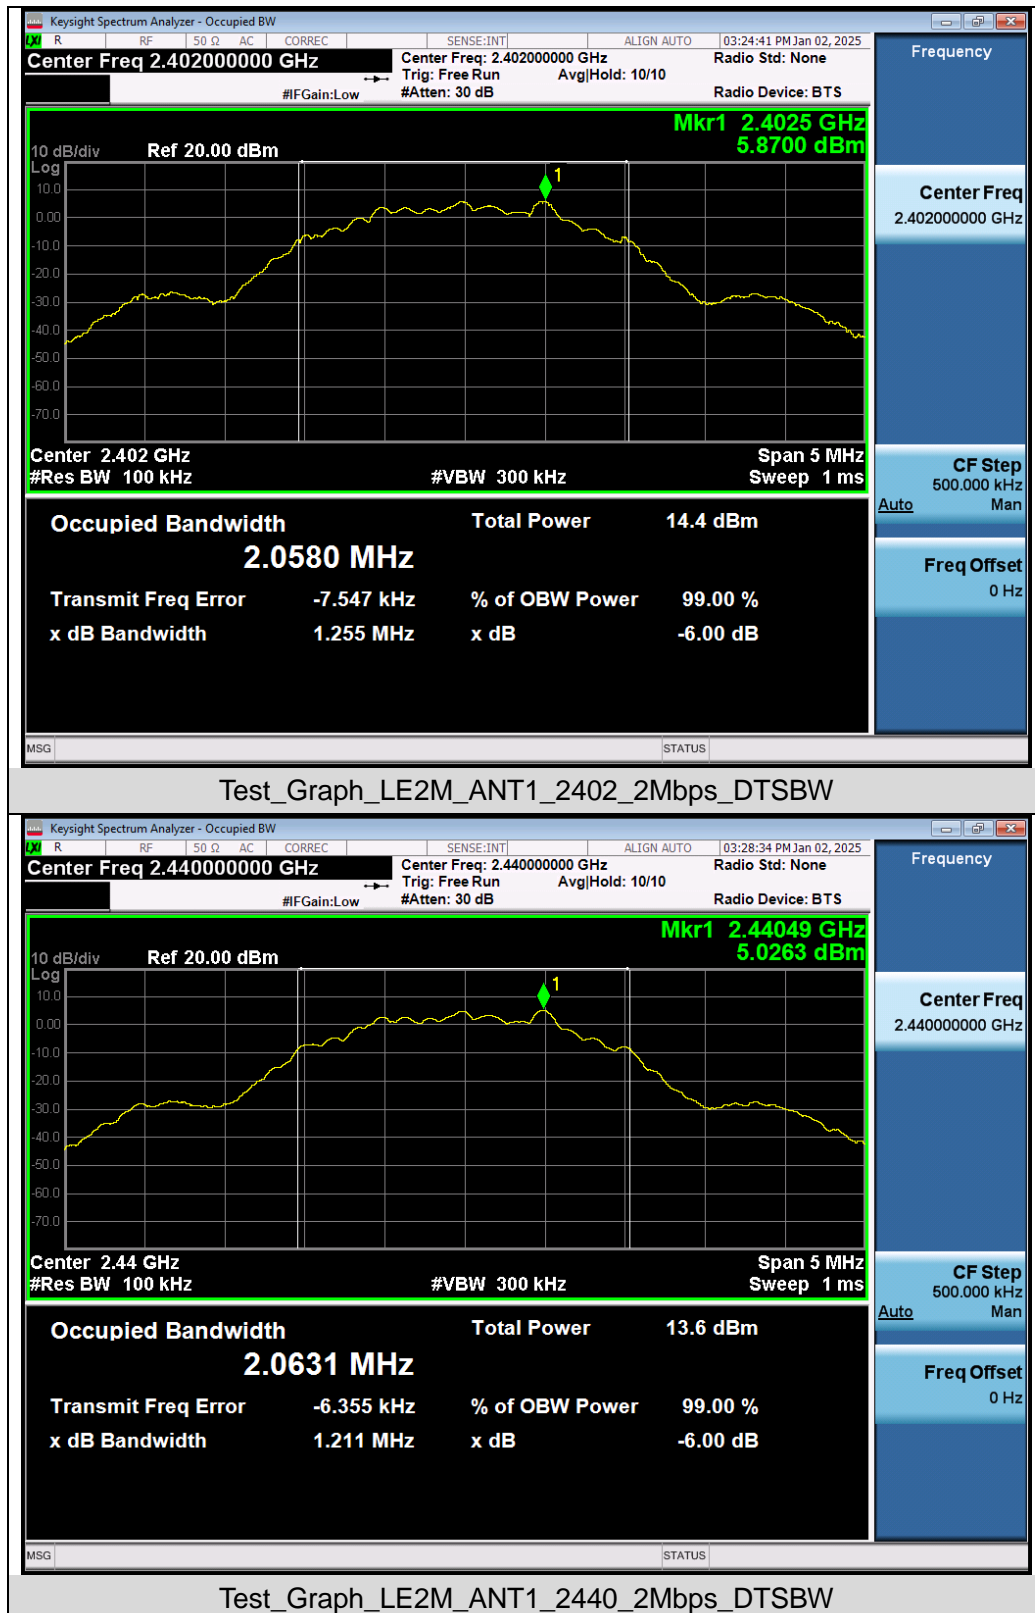 Keysight Spectrum Analyzer - Occupied BW
LXI R RF 50 Ω AC CORREC SENSE:INT ALIGN AUTO 03:24:41 PM Jan 02, 2025
Center Freq 2.402000000 GHz
Center Freq: 2.402000000 GHz
Radio Std: None
Trig: Free Run Avg|Hold: 10/10
#IFGain:Low
#Atten: 30 dB
Radio Device: BTS
Mkr1 2.4025 GHz
5.8700 dBm
10 dB/div Ref 20.00 dBm
Log
1
10.0
0.00
-10.0
-20.0
-30.0
-40.0
-50.0
-60.0
-70.0
Center 2.402 GHz Span 5 MHz
#Res BW 100 kHz #VBW 300 kHz Sweep 1 ms
Occupied Bandwidth Total Power 14.4 dBm
2.0580 MHz
Transmit Freq Error -7.547 kHz % of OBW Power 99.00 %
x dB Bandwidth 1.255 MHz x dB -6.00 dB
MSG STATUS
Frequency
Center Freq
2.402000000 GHz
CF Step
500.000 kHz
Auto Man
Freq Offset
0 Hz
Test_Graph_LE2M_ANT1_2402_2Mbps_DTSBW
Keysight Spectrum Analyzer - Occupied BW
LXI R RF 50 Ω AC CORREC SENSE:INT ALIGN AUTO 03:28:34 PM Jan 02, 2025
Center Freq 2.440000000 GHz
Center Freq: 2.440000000 GHz
Radio Std: None
Trig: Free Run Avg|Hold: 10/10
#IFGain:Low
#Atten: 30 dB
Radio Device: BTS
Mkr1 2.44049 GHz
5.0263 dBm
10 dB/div Ref 20.00 dBm
Log
1
10.0
0.00
-10.0
-20.0
-30.0
-40.0
-50.0
-60.0
-70.0
Center 2.44 GHz Span 5 MHz
#Res BW 100 kHz #VBW 300 kHz Sweep 1 ms
Occupied Bandwidth Total Power 13.6 dBm
2.0631 MHz
Transmit Freq Error -6.355 kHz % of OBW Power 99.00 %
x dB Bandwidth 1.211 MHz x dB -6.00 dB
MSG STATUS
Frequency
Center Freq
2.440000000 GHz
CF Step
500.000 kHz
Auto Man
Freq Offset
0 Hz
Test_Graph_LE2M_ANT1_2440_2Mbps_DTSBW